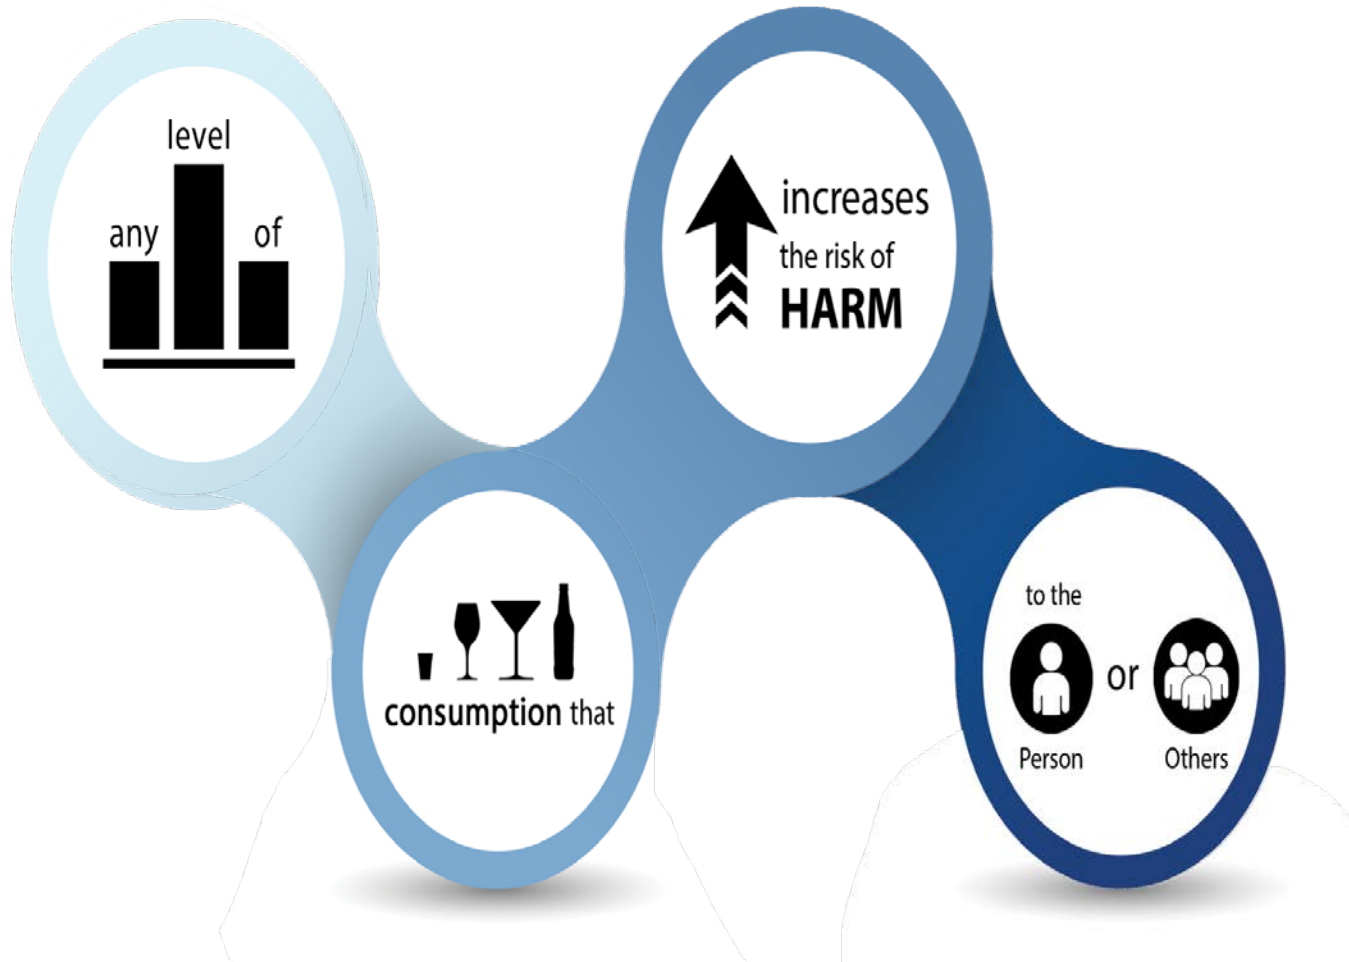 level
any of
consumption that
increases
the risk of
HARM
to the
or
Person Others